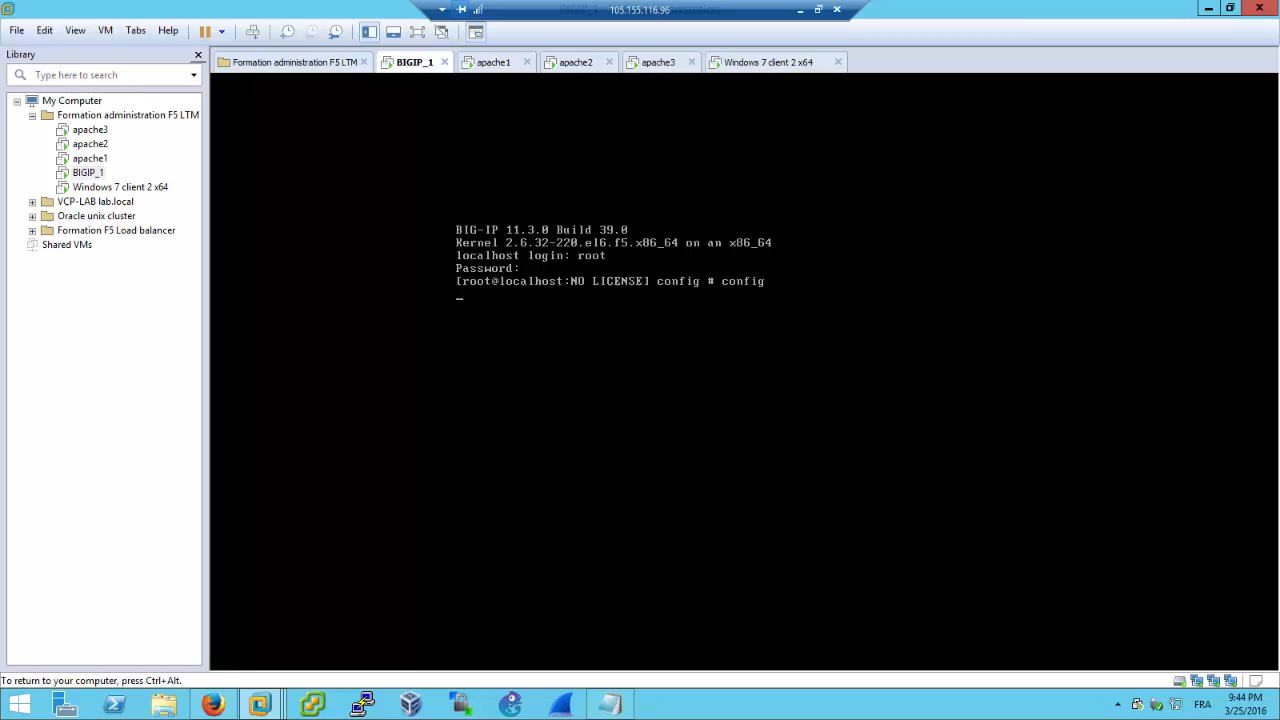 105.155.116.96
File Edit View VM Tabs Help
Library
Type here to search
My Computer
Formation administration F5 LTM
apache3
apache2
apache1
BIGIP_1
Windows 7 client 2 x64
VCP-LAB lab.local
Oracle unix cluster
Formation F5 Load balancer
Shared VMs
Formation administration F5 LTM BIGIP_1 apache1 apache2 apache3 Windows 7 client 2 x64
BIG-IP 11.3.0 Build 39.0
Kernel 2.6.32-220.el6.f5.x86_64 on an x86_64
localhost login: root
Password:
[root@localhost:NO LICENSE] config # config
_
To return to your computer, press Ctrl+Alt.
FRA
9:44 PM
3/25/2016